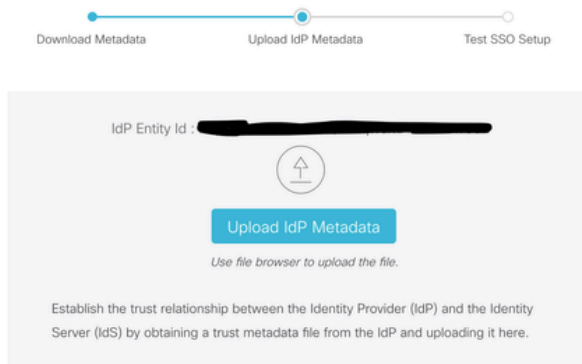 Download Metadata
Upload IdP Metadata
Test SSO Setup
IdP Entity Id :
Upload IdP Metadata
Use file browser to upload the file.
Establish the trust relationship between the Identity Provider (IdP) and the Identity
Server (IdS) by obtaining a trust metadata file from the IdP and uploading it here.